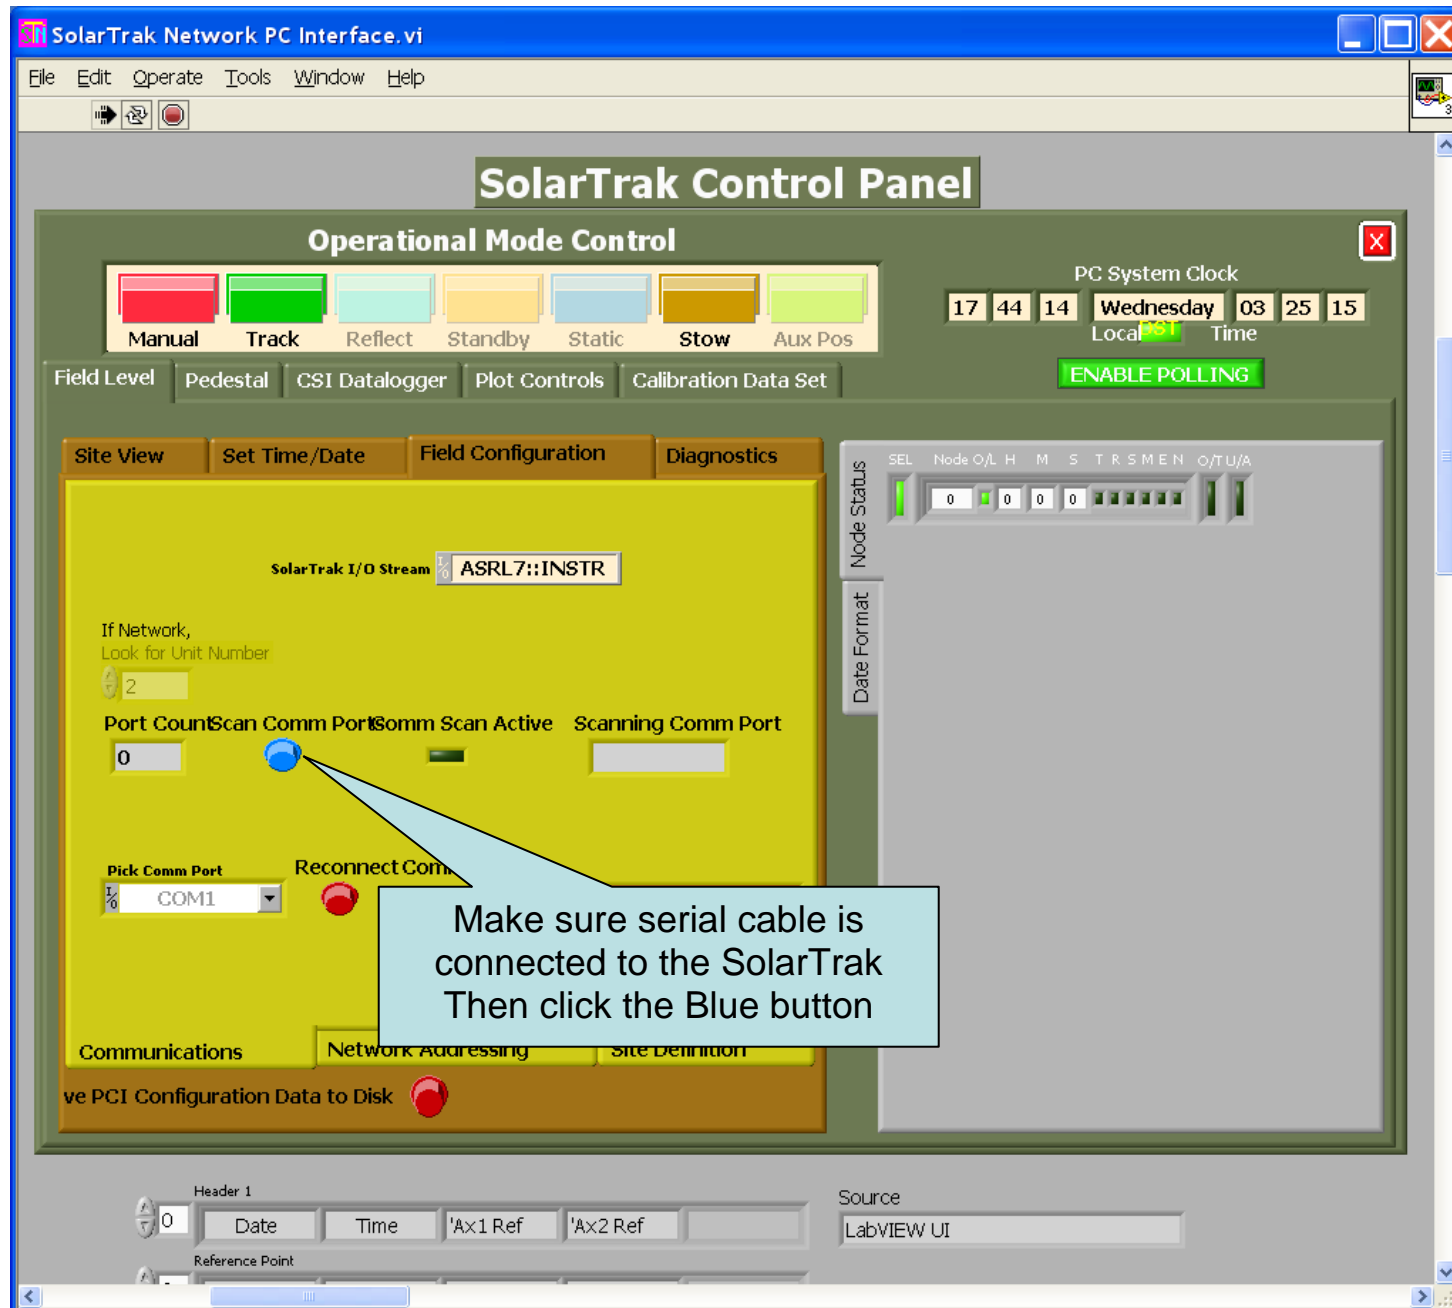 STN SolarTrak Network PC Interface.vi
File Edit Operate Tools Window Help
3
SolarTrak Control Panel
Operational Mode Control
X
Manual Track Reflect Standby Static Stow Aux Pos
PC System Clock
17 44 14 Wednesday 03 25 15
Local DST Time
ENABLE POLLING
Field Level Pedestal CSI Datalogger Plot Controls Calibration Data Set
Site View Set Time/Date Field Configuration Diagnostics
SolarTrak I/O Stream I/O ASRL7::INSTR
If Network,
Look for Unit Number
2
Port Count Scan Comm Ports Comm Scan Active Scanning Comm Port
0
Pick Comm Port Reconnect Com
I/O COM1
Make sure serial cable is
connected to the SolarTrak
Then click the Blue button
Communications Network Addressing Site Definition
ve PCI Configuration Data to Disk
Node Status
Date Format
SEL Node O/L H M S T R S M E N O/T U/A
0 0 0 0
Header 1
0 Date Time 'Ax1 Ref 'Ax2 Ref
Reference Point
Source
LabVIEW UI